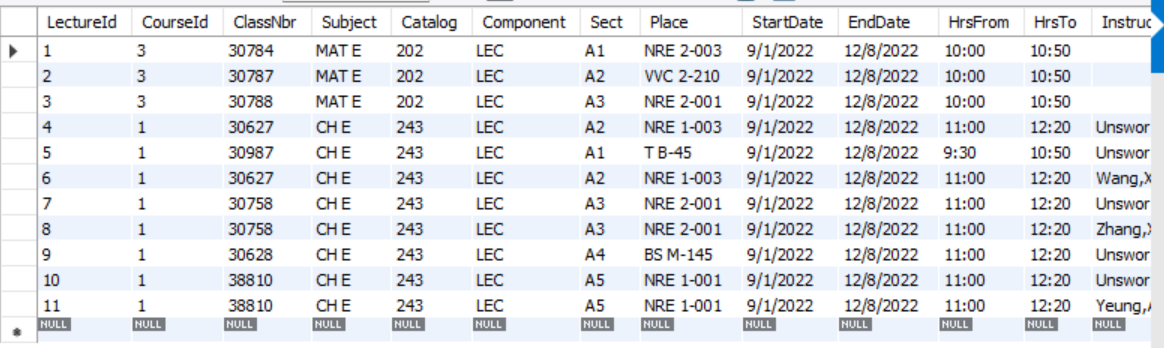 LectureId CourseId ClassNbr Subject Catalog Component Sect Place StartDate EndDate HrsFrom HrsTo Instruc
1 3 30784 MAT E 202 LEC A1 NRE 2-003 9/1/2022 12/8/2022 10:00 10:50
2 3 30787 MAT E 202 LEC A2 VVC 2-210 9/1/2022 12/8/2022 10:00 10:50
3 3 30788 MAT E 202 LEC A3 NRE 2-001 9/1/2022 12/8/2022 10:00 10:50
4 1 30627 CH E 243 LEC A2 NRE 1-003 9/1/2022 12/8/2022 11:00 12:20 Unswor
5 1 30987 CH E 243 LEC A1 T B-45 9/1/2022 12/8/2022 9:30 10:50 Unswor
6 1 30627 CH E 243 LEC A2 NRE 1-003 9/1/2022 12/8/2022 11:00 12:20 Wang,X
7 1 30758 CH E 243 LEC A3 NRE 2-001 9/1/2022 12/8/2022 11:00 12:20 Unswor
8 1 30758 CH E 243 LEC A3 NRE 2-001 9/1/2022 12/8/2022 11:00 12:20 Zhang,X
9 1 30628 CH E 243 LEC A4 BS M-145 9/1/2022 12/8/2022 11:00 12:20 Unswor
10 1 38810 CH E 243 LEC A5 NRE 1-001 9/1/2022 12/8/2022 11:00 12:20 Unswor
11 1 38810 CH E 243 LEC A5 NRE 1-001 9/1/2022 12/8/2022 11:00 12:20 Yeung,A
NULL NULL NULL NULL NULL NULL NULL NULL NULL NULL NULL NULL NULL